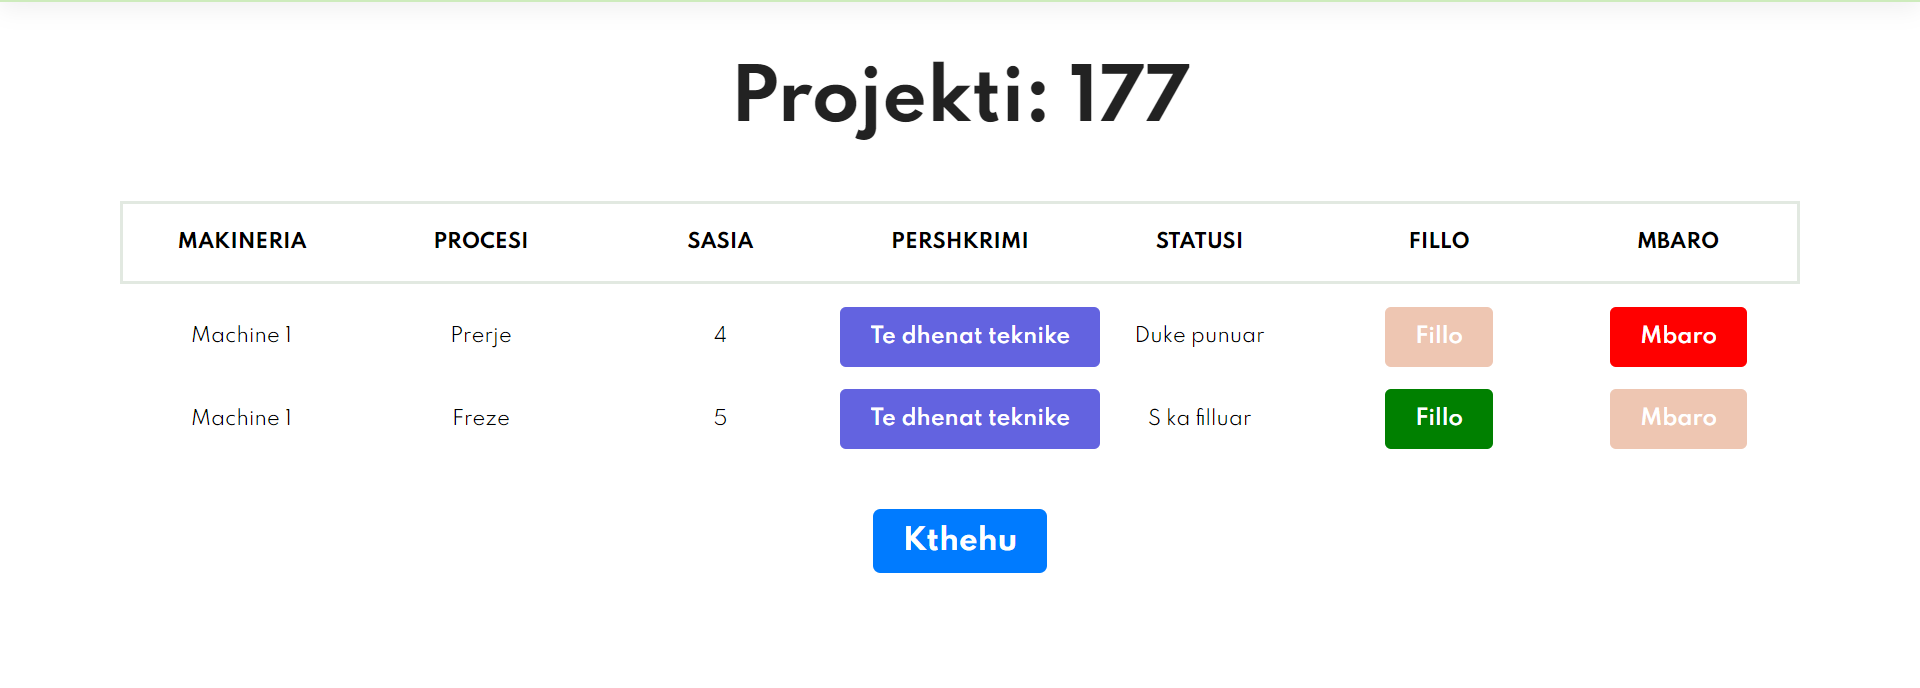 Projekti: 177
MAKINERIA PROCESI SASIA PERSHKRIMI STATUSI FILLO MBARO
Machine 1 Prerje 4 Te dhenat teknike Duke punuar Fillo Mbaro
Machine 1 Freze 5 Te dhenat teknike S ka filluar Fillo Mbaro
Kthehu